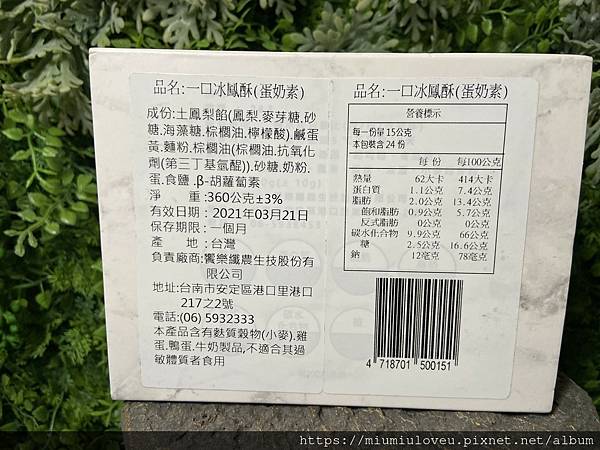 品名:一口冰鳳酥(蛋奶素)
成份:土鳳梨餡(鳳梨.麥芽糖.砂
糖.海藻糖.棕櫚油.檸檬酸).鹹蛋
黃.麵粉.棕櫚油(棕櫚油.抗氧化
劑(第三丁基氫醌)).砂糖.奶粉.
蛋.食鹽.β-胡蘿蔔素
淨 重:360公克±3%
有效日期:2021年03月21日
保存期限:一個月
產 地:台灣
負責廠商:饗樂纖農生技股份有
限公司
地址:台南市安定區港口里港口
217之2號
電話:(06) 5932333
本產品含有麩質穀物(小麥).雞
蛋.鴨蛋.牛奶製品,不適合其過
敏體質者食用
品名:一口冰鳳酥(蛋奶素)
營養標示
每一份量 15公克
本包裝含 24 份
每 份 每100公克
熱量 62大卡 414大卡
蛋白質 1.1公克 7.4公克
脂肪 2.0公克 13.4公克
飽和脂肪 0.9公克 5.7公克
反式脂肪 0公克 0公克
碳水化合物 9.9公克 66公克
糖 2.5公克 16.6公克
鈉 12毫克 78毫克
4 718701 500151
https://miumiuloveu.pixnet.net/album